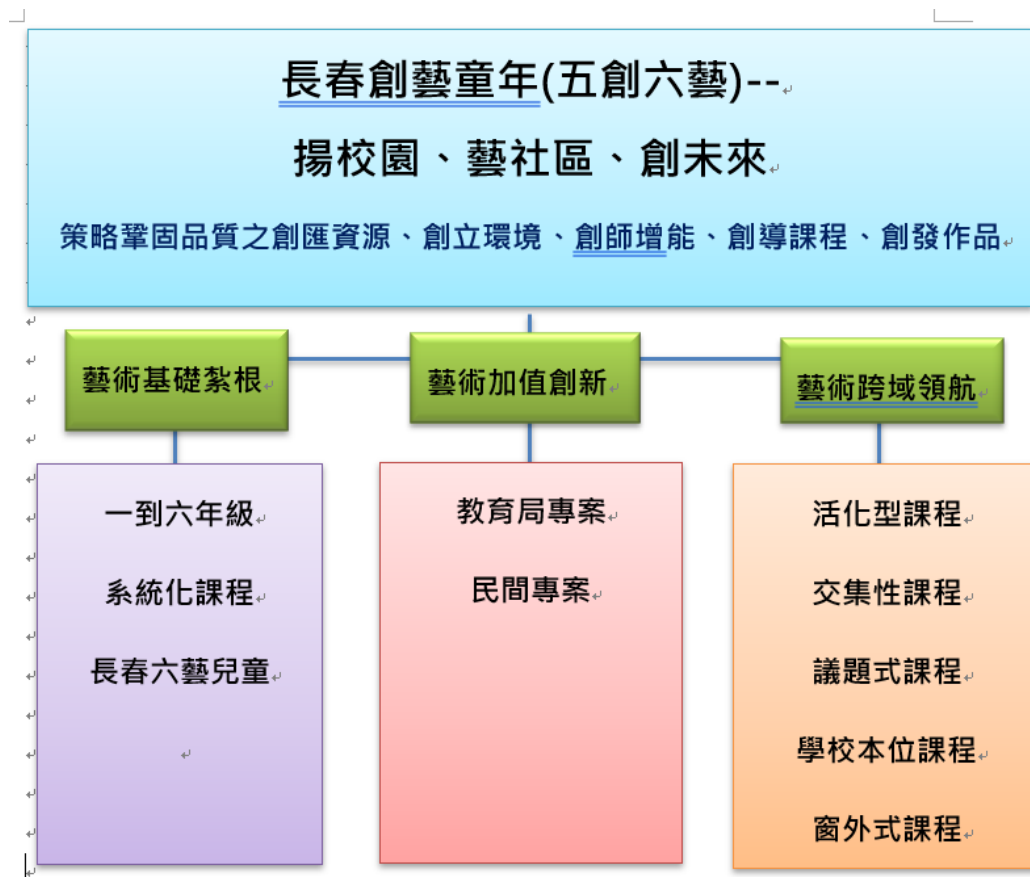 長春創藝童年(五創六藝)--
揚校園、藝社區、創未來
策略鞏固品質之創匯資源、創立環境、創師增能、創導課程、創發作品
藝術基礎紮根
藝術加值創新
藝術跨域領航
一到六年級
系統化課程
長春六藝兒童
教育局專案
民間專案
活化型課程
交集性課程
議題式課程
學校本位課程
窗外式課程